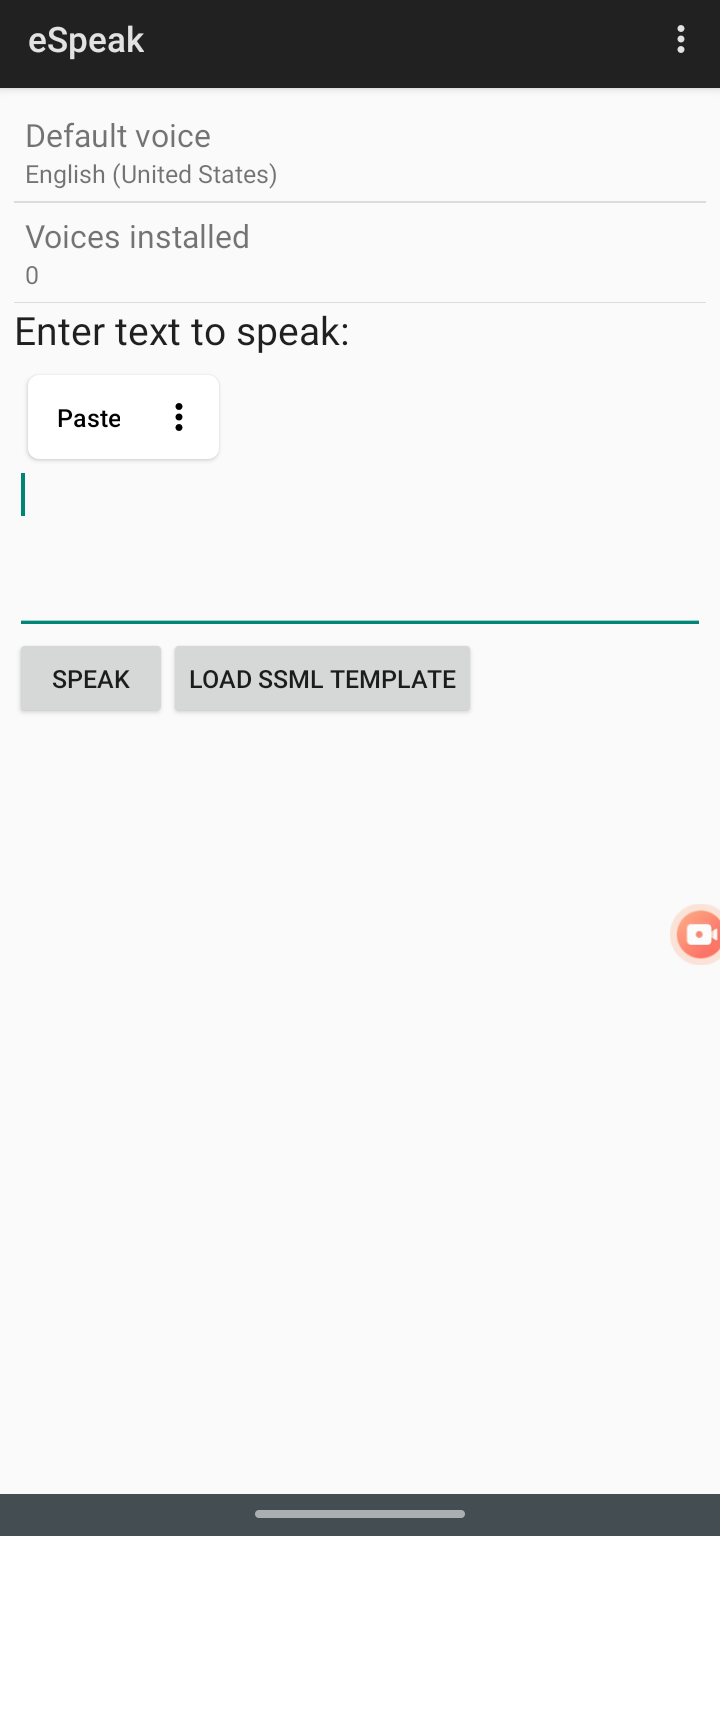 eSpeak
Default voice
English (United States)
Voices installed
0
Enter text to speak:
Paste
SPEAK
LOAD SSML TEMPLATE